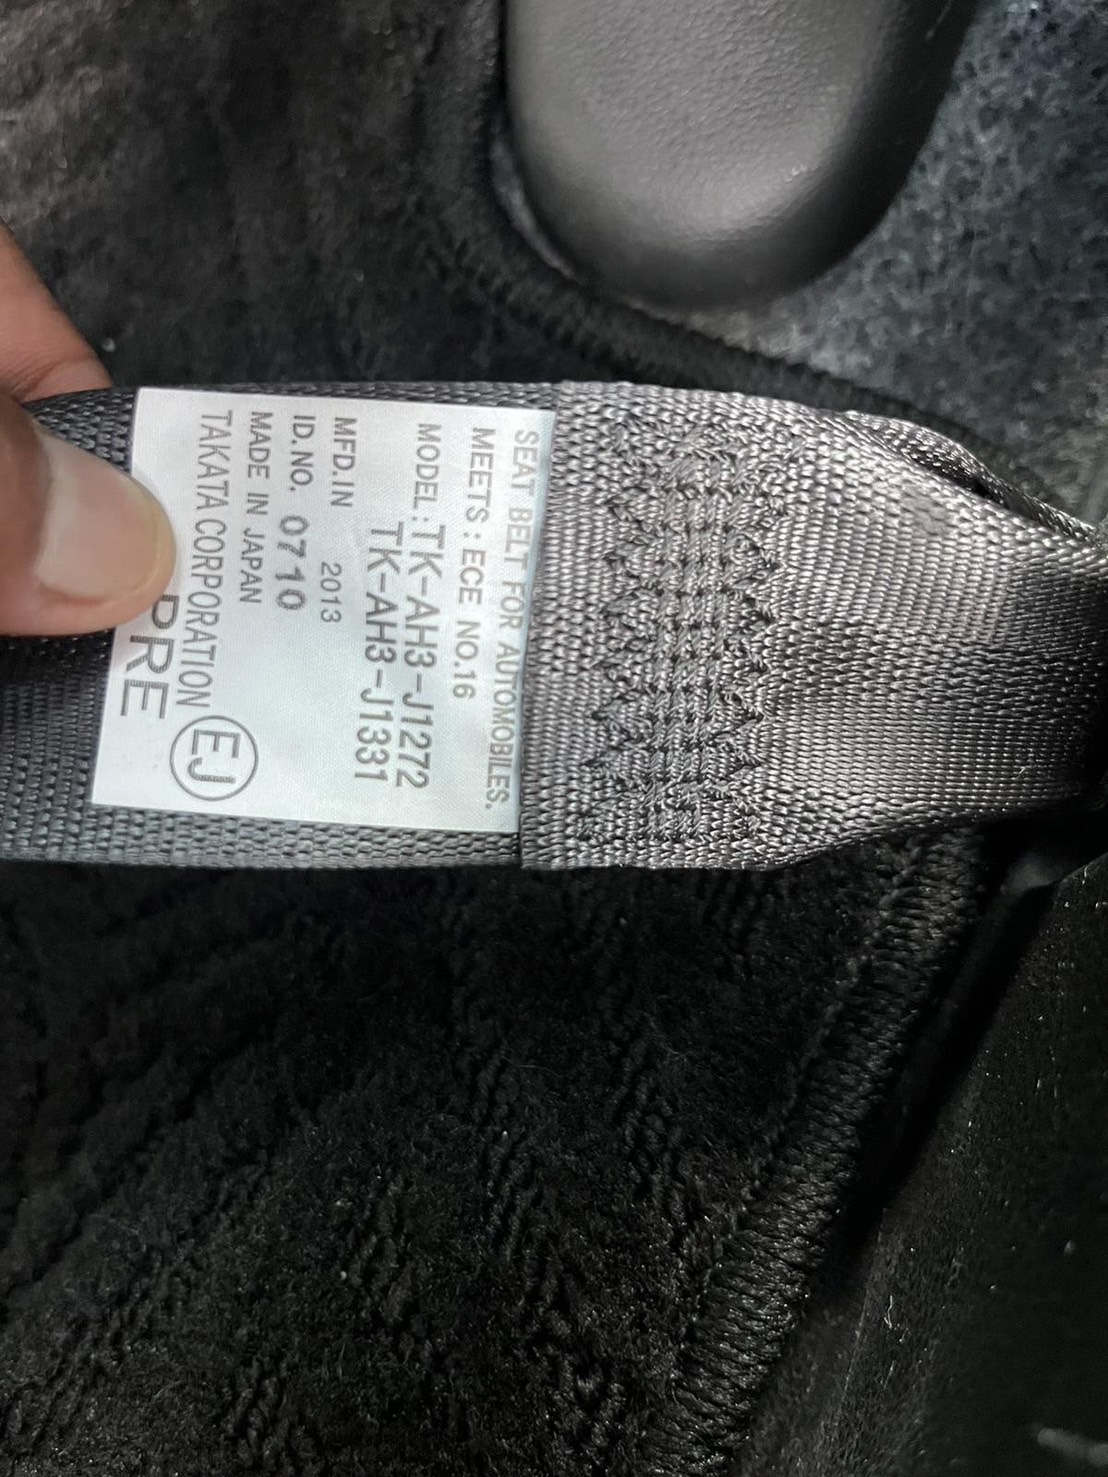 SEAT BELT FOR AUTOMOBILES.
MEETS : ECE NO.16
MODEL : TK-AH3-J1272
TK-AH3-J1331
MFD. IN 2013
ID. NO. 0710
MADE IN JAPAN
TAKATA CORPORATION EJ
PRE